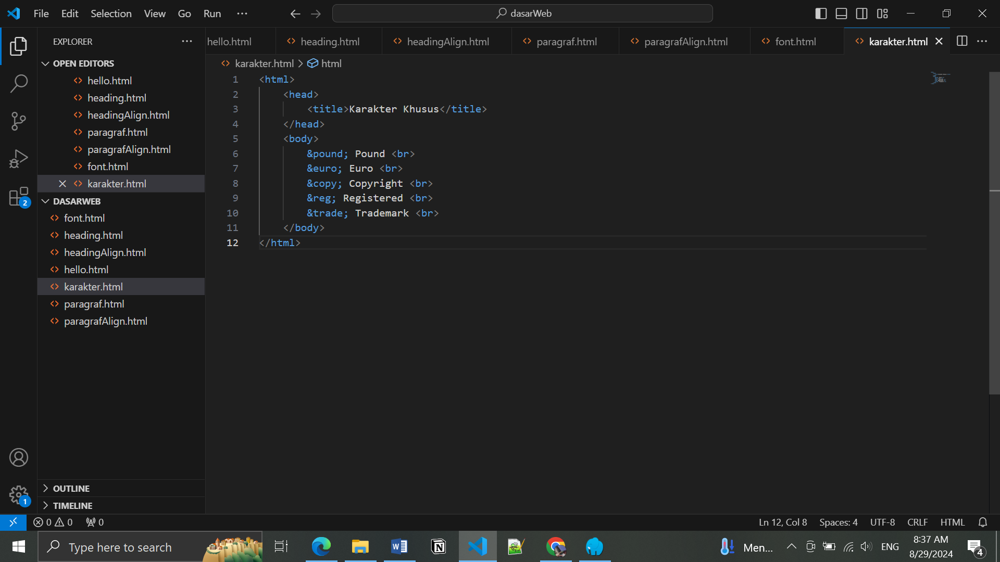 File Edit Selection View Go Run ··· dasarWeb
EXPLORER
OPEN EDITORS
hello.html
heading.html
headingAlign.html
paragraf.html
paragrafAlign.html
font.html
karakter.html
DASARWEB
font.html
heading.html
headingAlign.html
hello.html
karakter.html
paragraf.html
paragrafAlign.html
OUTLINE
TIMELINE
2
1
hello.html heading.html headingAlign.html paragraf.html paragrafAlign.html font.html karakter.html
karakter.html > html
1 <html>
2 <head>
3 <title>Karakter Khusus</title>
4 </head>
5 <body>
6 &pound; Pound <br>
7 &euro; Euro <br>
8 &copy; Copyright <br>
9 &reg; Registered <br>
10 &trade; Trademark <br>
11 </body>
12 </html>
0 0 0 Ln 12, Col 8 Spaces: 4 UTF-8 CRLF HTML
Type here to search Men... ENG 8:37 AM
8/29/2024 4